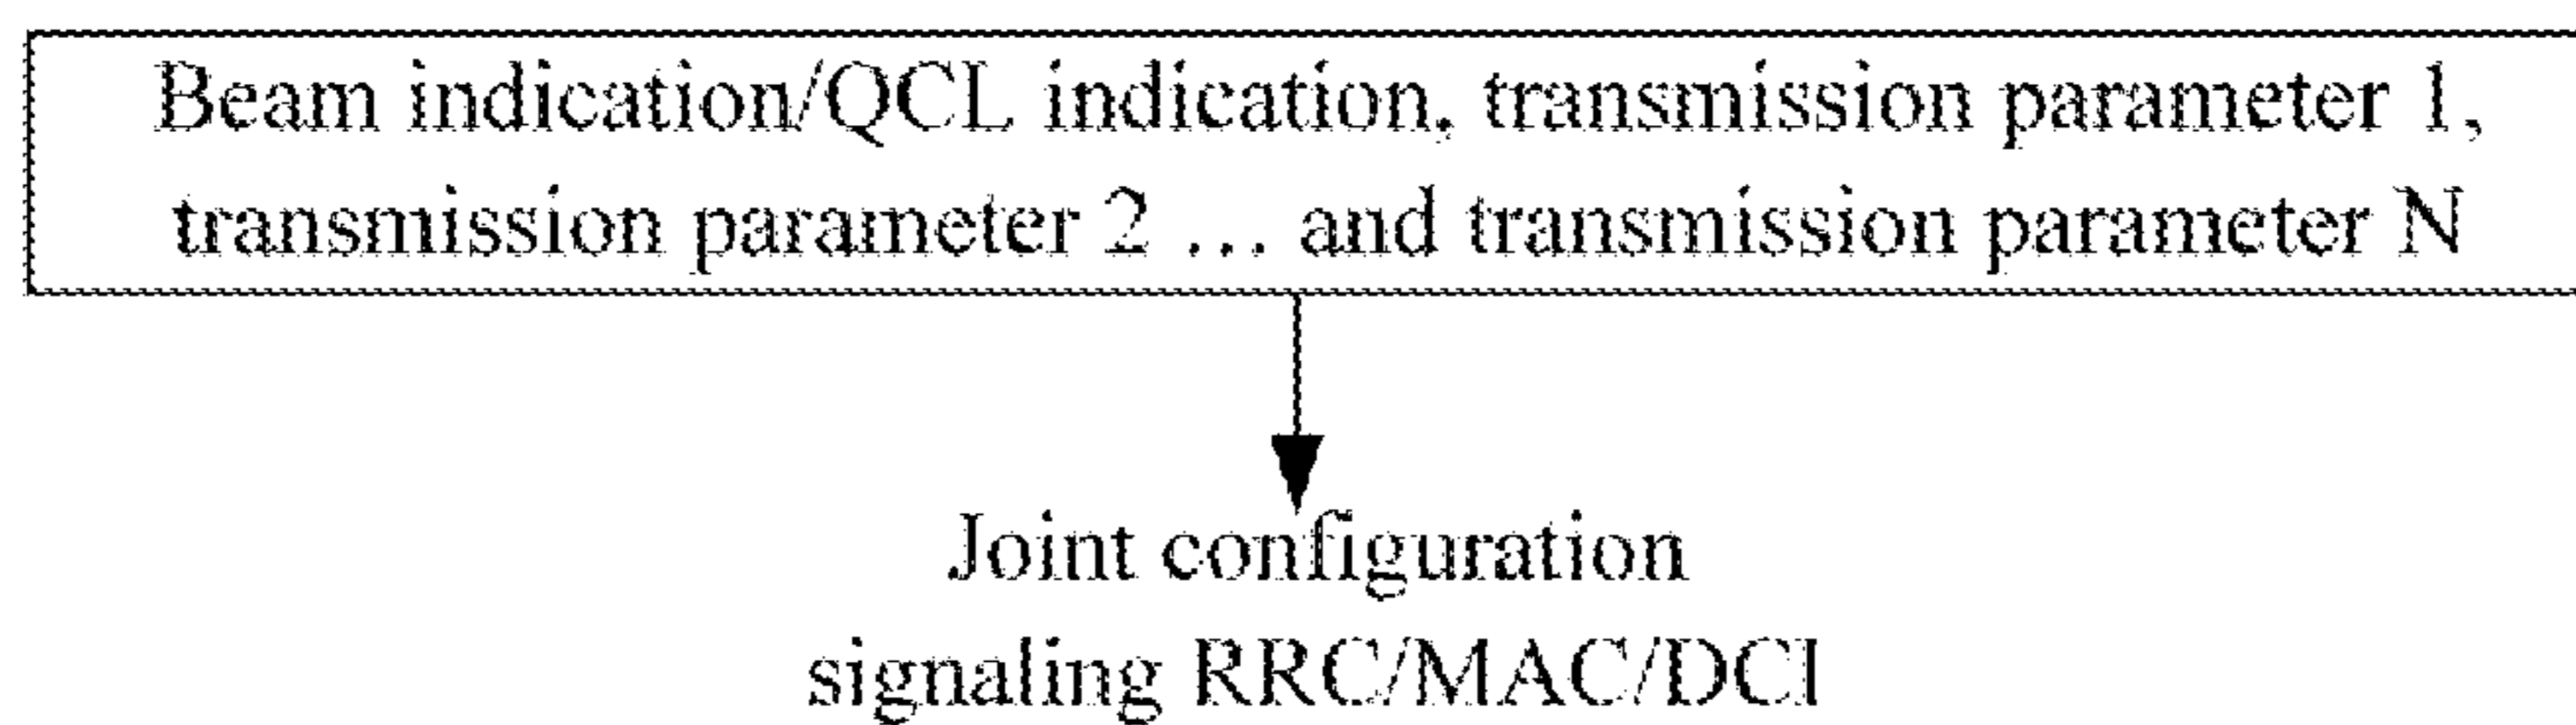 Beam indication/QCL indication, transmission parameter 1,
transmission parameter 2 ... and transmission parameter N
Joint configuration
signaling RRC/MAC/DCI